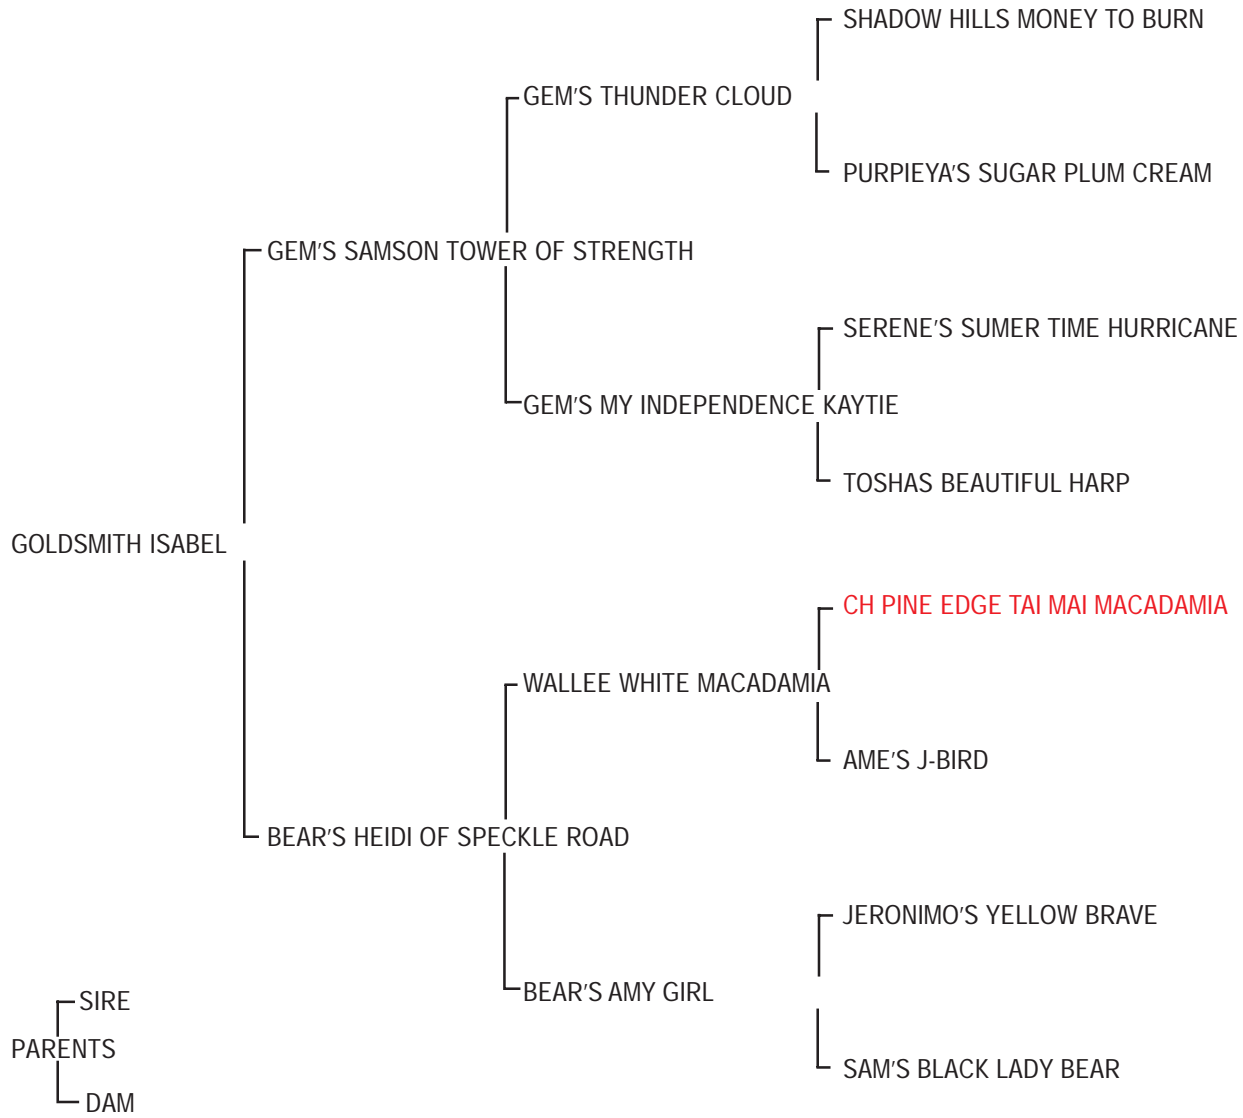 SHADOW HILLS MONEY TO BURN
GEM'S THUNDER CLOUD
PURPIEYA'S SUGAR PLUM CREAM
GEM'S SAMSON TOWER OF STRENGTH
SERENE'S SUMER TIME HURRICANE
GEM'S MY INDEPENDENCE KAYTIE
TOSHAS BEAUTIFUL HARP
GOLDSMITH ISABEL
CH PINE EDGE TAI MAI MACADAMIA
WALLEE WHITE MACADAMIA
AME'S J-BIRD
BEAR'S HEIDI OF SPECKLE ROAD
JERONIMO'S YELLOW BRAVE
BEAR'S AMY GIRL
SAM'S BLACK LADY BEAR
SIRE
PARENTS
DAM